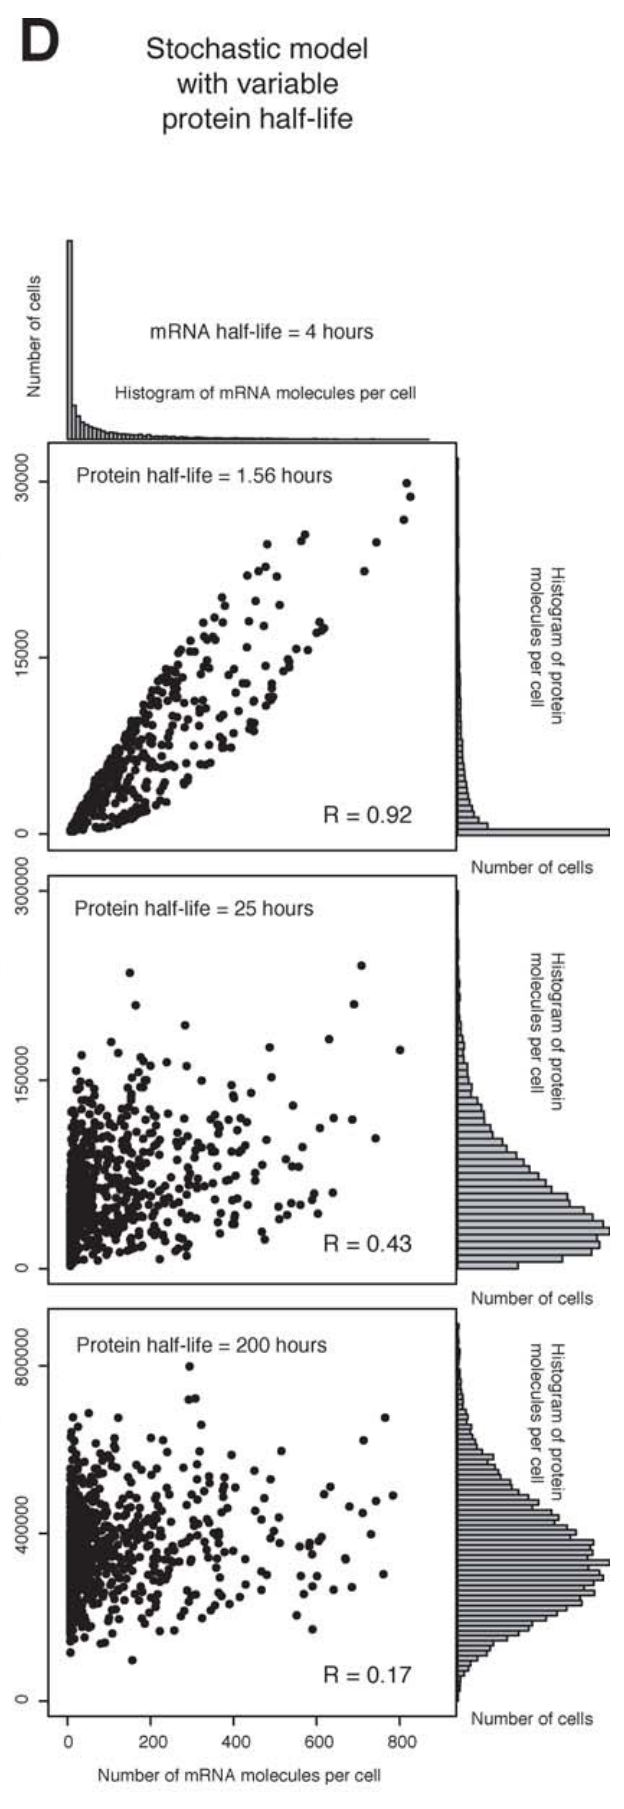 D
Stochastic model
with variable
protein half-life
Number of cells
mRNA half-life = 4 hours
Histogram of mRNA molecules per cell
30000
15000
0
Protein half-life = 1.56 hours
R = 0.92
Histogram of protein
molecules per cell
Number of cells
300000
150000
0
Protein half-life = 25 hours
R = 0.43
Histogram of protein
molecules per cell
Number of cells
800000
400000
0
Protein half-life = 200 hours
R = 0.17
Histogram of protein
molecules per cell
Number of cells
0 200 400 600 800
Number of mRNA molecules per cell